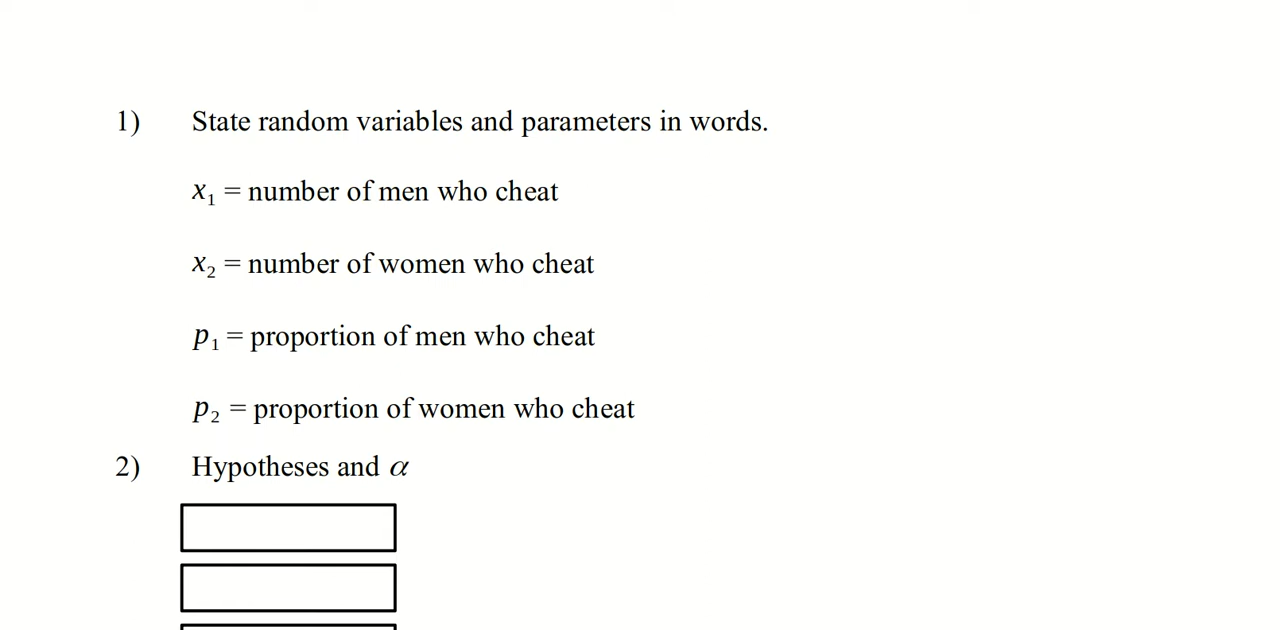 1) State random variables and parameters in words.
x₁ = number of men who cheat
x₂ = number of women who cheat
p₁ = proportion of men who cheat
p₂ = proportion of women who cheat
2) Hypotheses and α